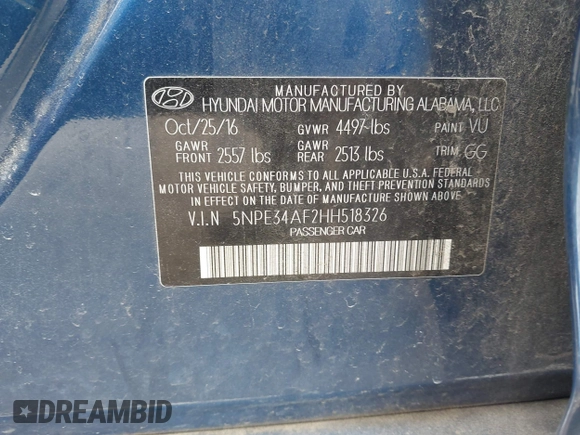 MANUFACTURED BY
HYUNDAI MOTOR MANUFACTURING ALABAMA, LLC
Oct/25/16 GVWR 4497-lbs PAINT VU
GAWR FRONT 2557 lbs GAWR REAR 2513 lbs TRIM GG
THIS VEHICLE CONFORMS TO ALL APPLICABLE U.S.A. FEDERAL
MOTOR VEHICLE SAFETY, BUMPER, AND THEFT PREVENTION STANDARDS
IN EFFECT ON THE DATE OF MANUFACTURE SHOWN ABOVE
V.I.N 5NPE34AF2HH518326
PASSENGER CAR
DREAMBID